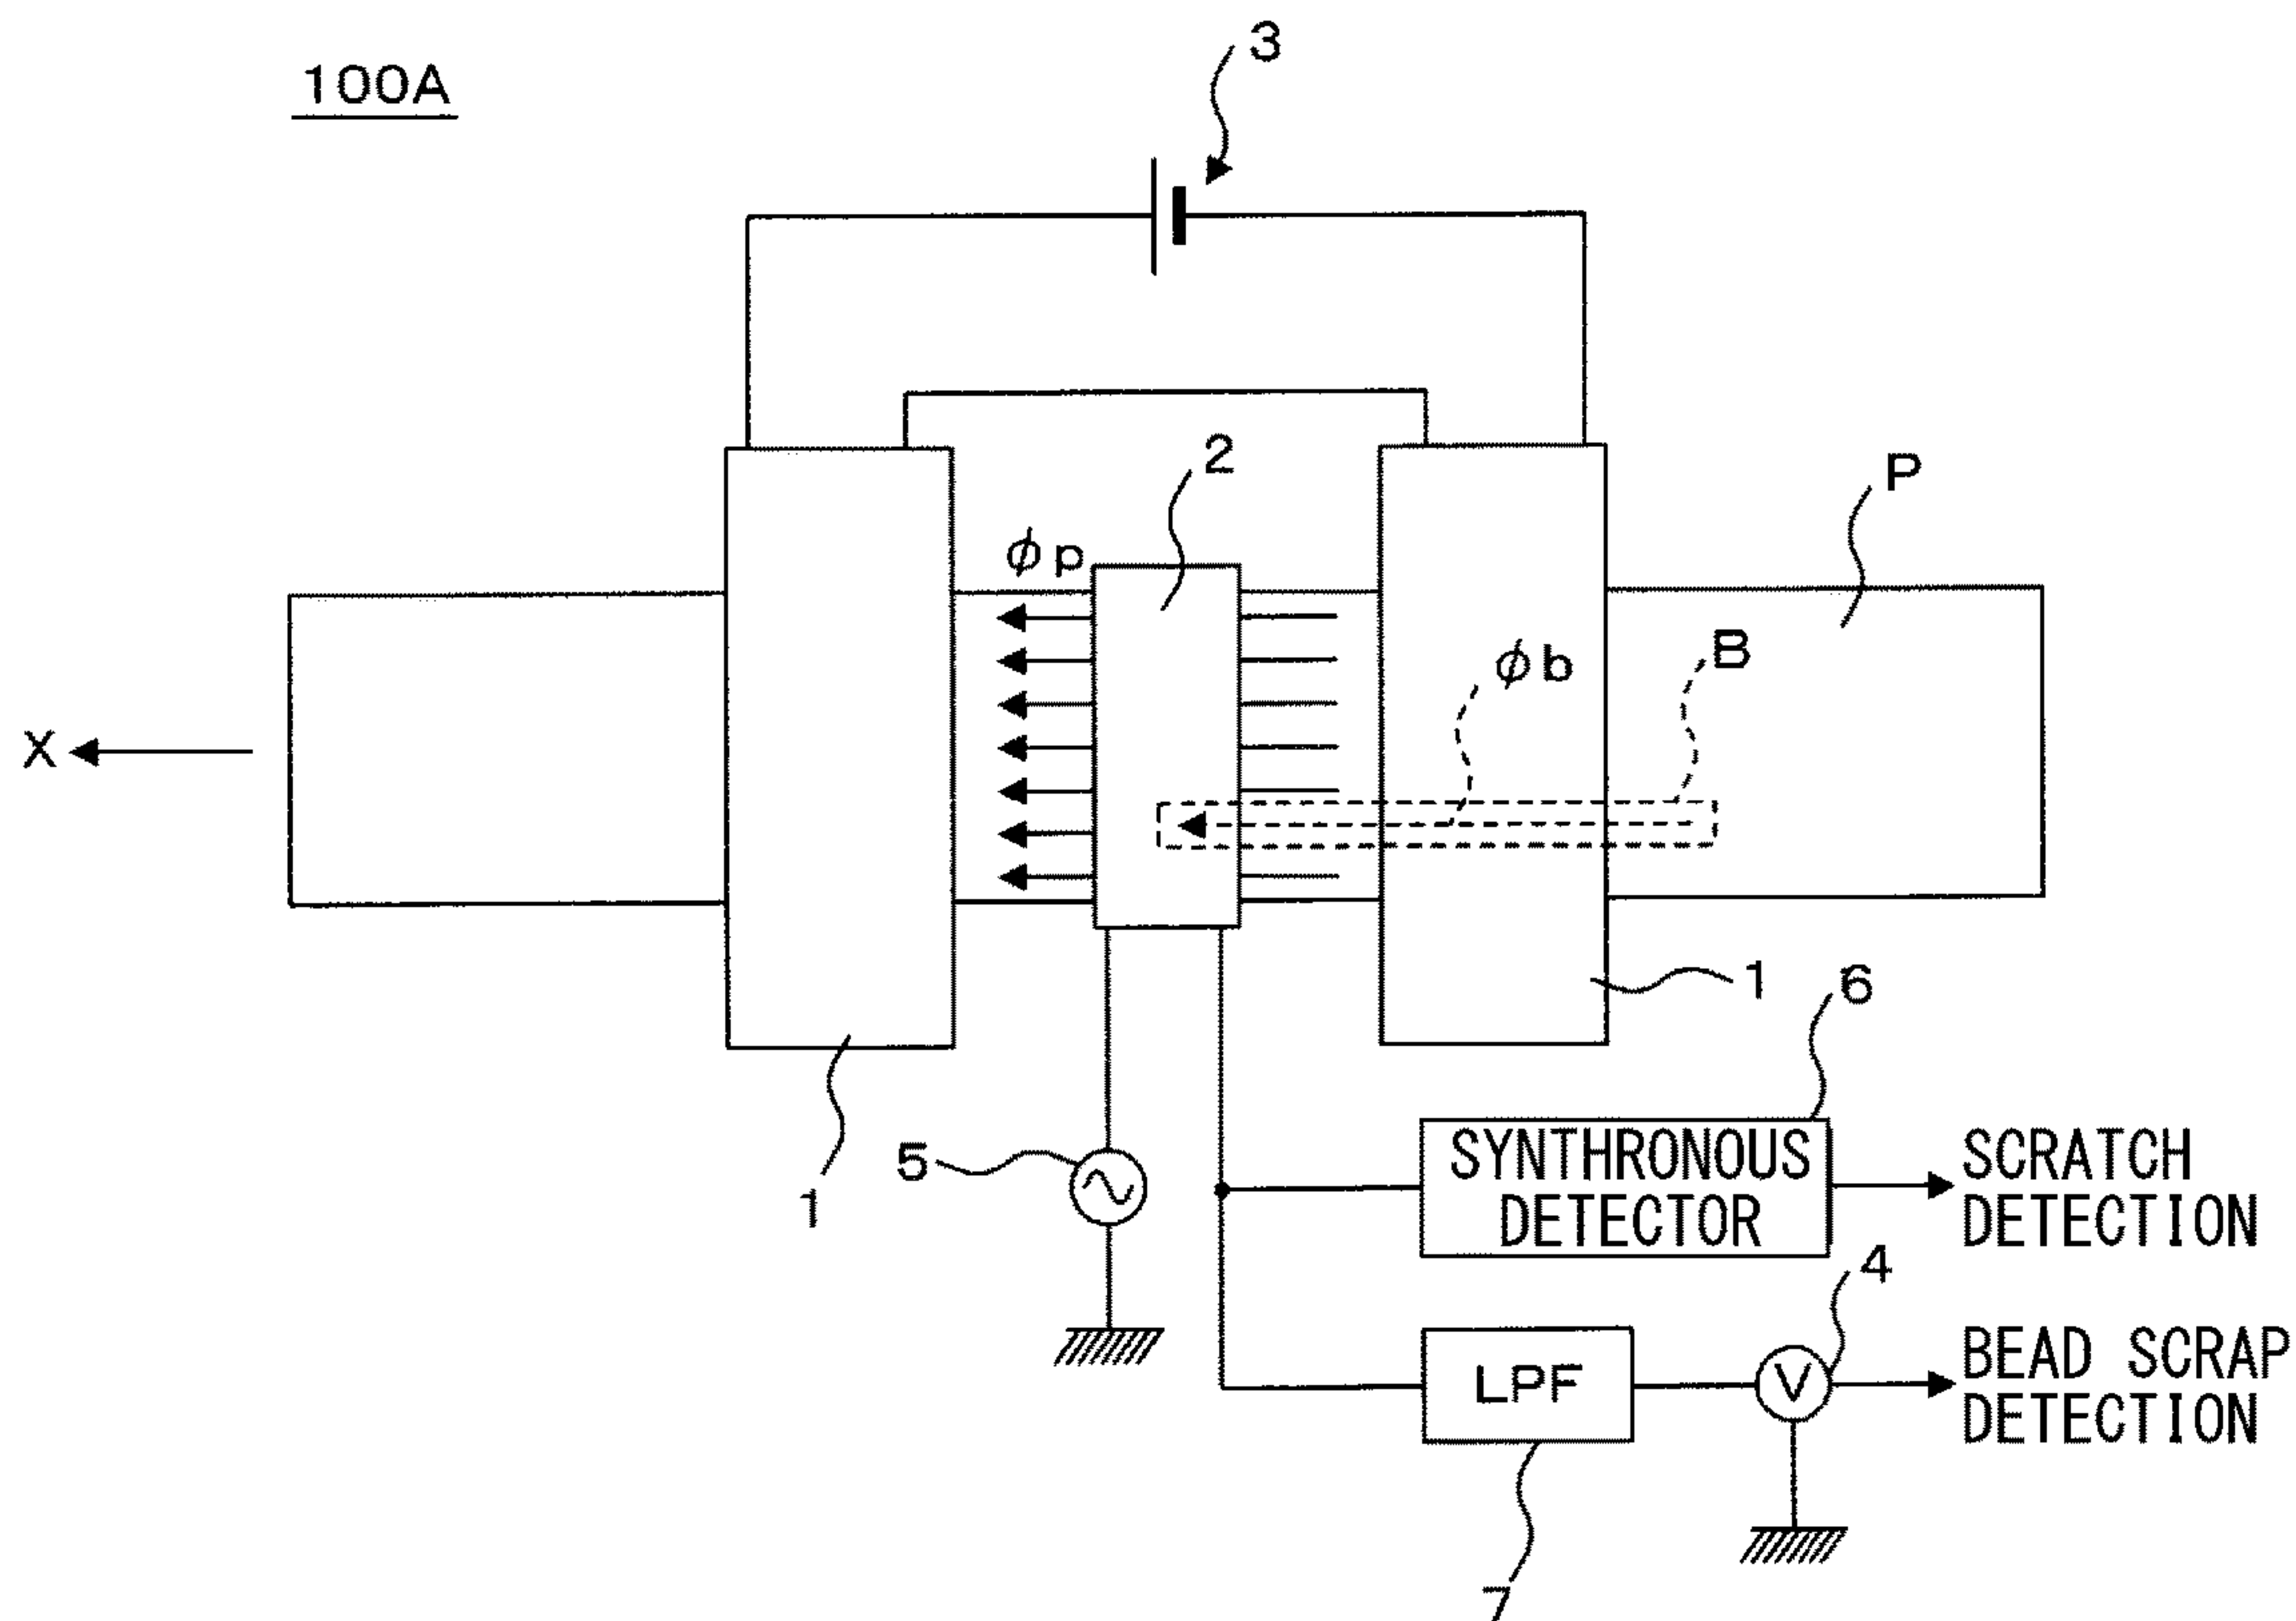 100A
3
2
P
ϕp
ϕb
B
X
1
1
6
5
SYNTHRONOUS
DETECTOR
SCRATCH
DETECTION
4
LPF
V
BEAD SCRAP
DETECTION
7